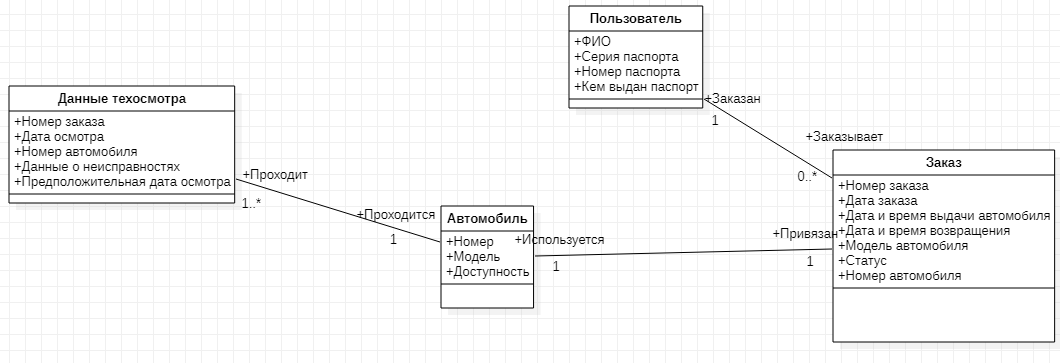 Пользователь
+ФИО
+Серия паспорта
+Номер паспорта
+Кем выдан паспорт
+Заказан
1
+Заказывает
0..*
Данные техосмотра
+Номер заказа
+Дата осмотра
+Номер автомобиля
+Данные о неисправностях
+Предположительная дата осмотра
+Проходит
1..*
+Проходится
1
Автомобиль
+Номер
+Модель
+Доступность
+Используется
1
+Привязан
1
Заказ
+Номер заказа
+Дата заказа
+Дата и время выдачи автомобиля
+Дата и время возвращения
+Модель автомобиля
+Статус
+Номер автомобиля